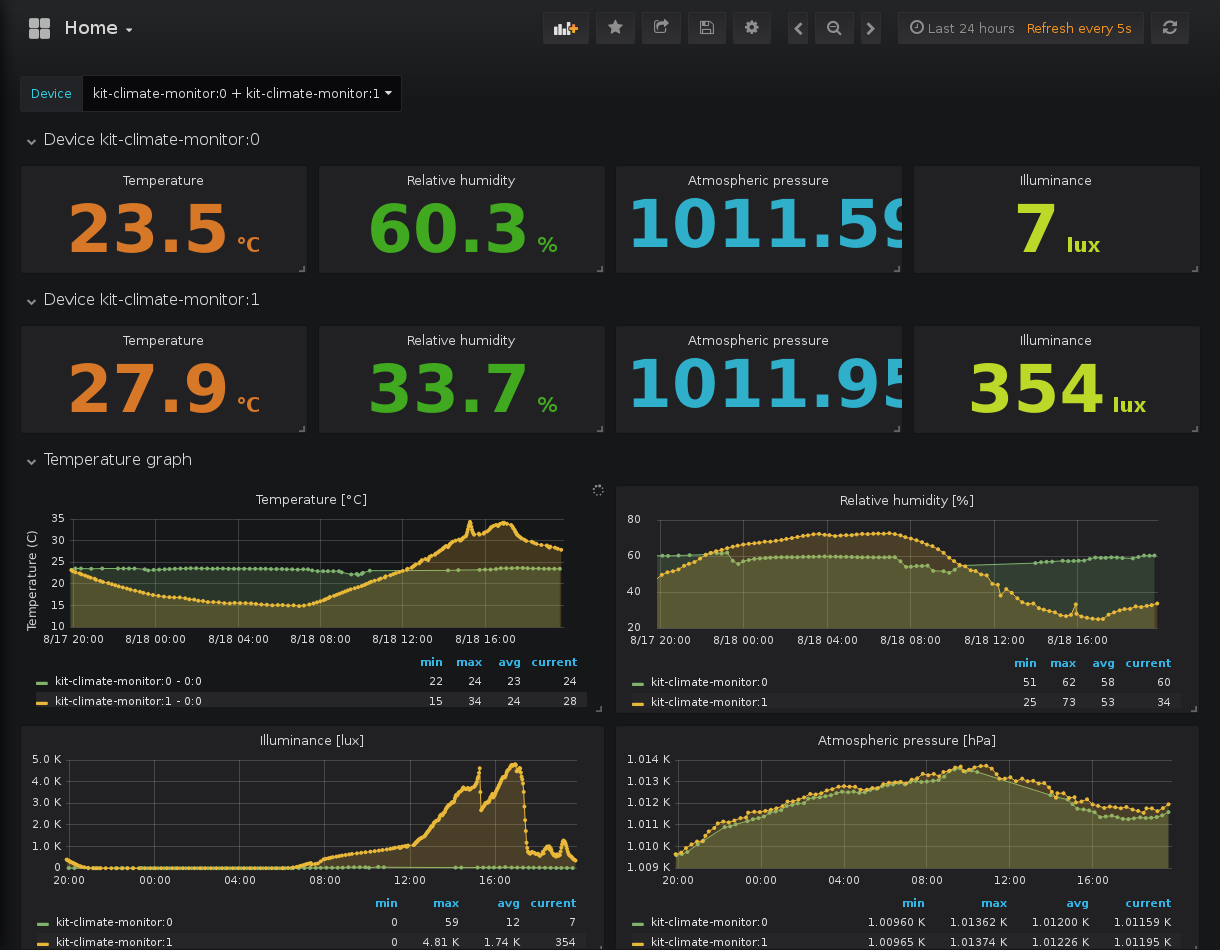 Home
Last 24 hours Refresh every 5s
Device kit-climate-monitor:0 + kit-climate-monitor:1
Device kit-climate-monitor:0
Temperature Relative humidity Atmospheric pressure Illuminance
23.5 °C 60.3 % 1011.59 7 lux
Device kit-climate-monitor:1
Temperature Relative humidity Atmospheric pressure Illuminance
27.9 °C 33.7 % 1011.95 354 lux
Temperature graph
Temperature [°C]
Temperature (C)
35
30
25
20
15
10
8/17 20:00 8/18 00:00 8/18 04:00 8/18 08:00 8/18 12:00 8/18 16:00
min max avg current
kit-climate-monitor:0 - 0:0 22 24 23 24
kit-climate-monitor:1 - 0:0 15 34 24 28
Relative humidity [%]
80
60
40
20
8/17 20:00 8/18 00:00 8/18 04:00 8/18 08:00 8/18 12:00 8/18 16:00
min max avg current
kit-climate-monitor:0 51 62 58 60
kit-climate-monitor:1 25 73 53 34
Illuminance [lux]
5.0 K
4.0 K
3.0 K
2.0 K
1.0 K
0
20:00 00:00 04:00 08:00 12:00 16:00
min max avg current
kit-climate-monitor:0 0 59 12 7
kit-climate-monitor:1 0 4.81 K 1.74 K 354
Atmospheric pressure [hPa]
1.014 K
1.013 K
1.012 K
1.011 K
1.010 K
1.009 K
20:00 00:00 04:00 08:00 12:00 16:00
min max avg current
kit-climate-monitor:0 1.00960 K 1.01362 K 1.01200 K 1.01159 K
kit-climate-monitor:1 1.00965 K 1.01374 K 1.01226 K 1.01195 K